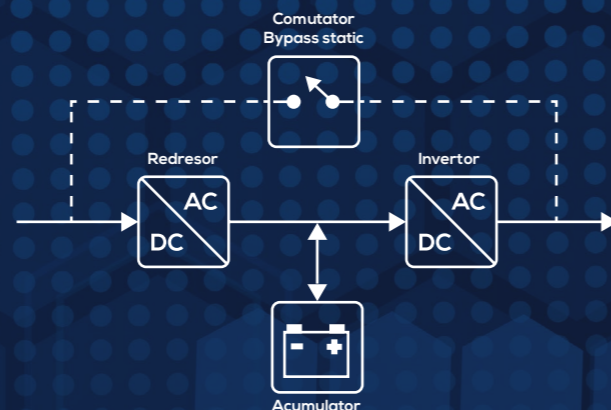 Comutator
Bypass static
Redresor
Invertor
AC
DC
AC
DC
Acumulator